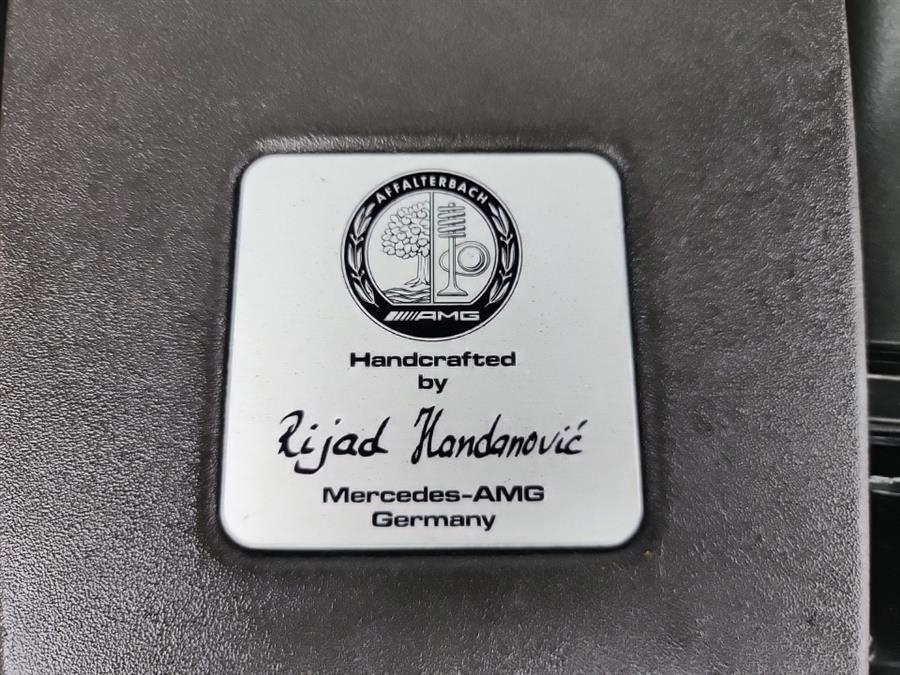 AFFALTERBACH
AMG
Handcrafted
by
Rijad Handanović
Mercedes-AMG
Germany